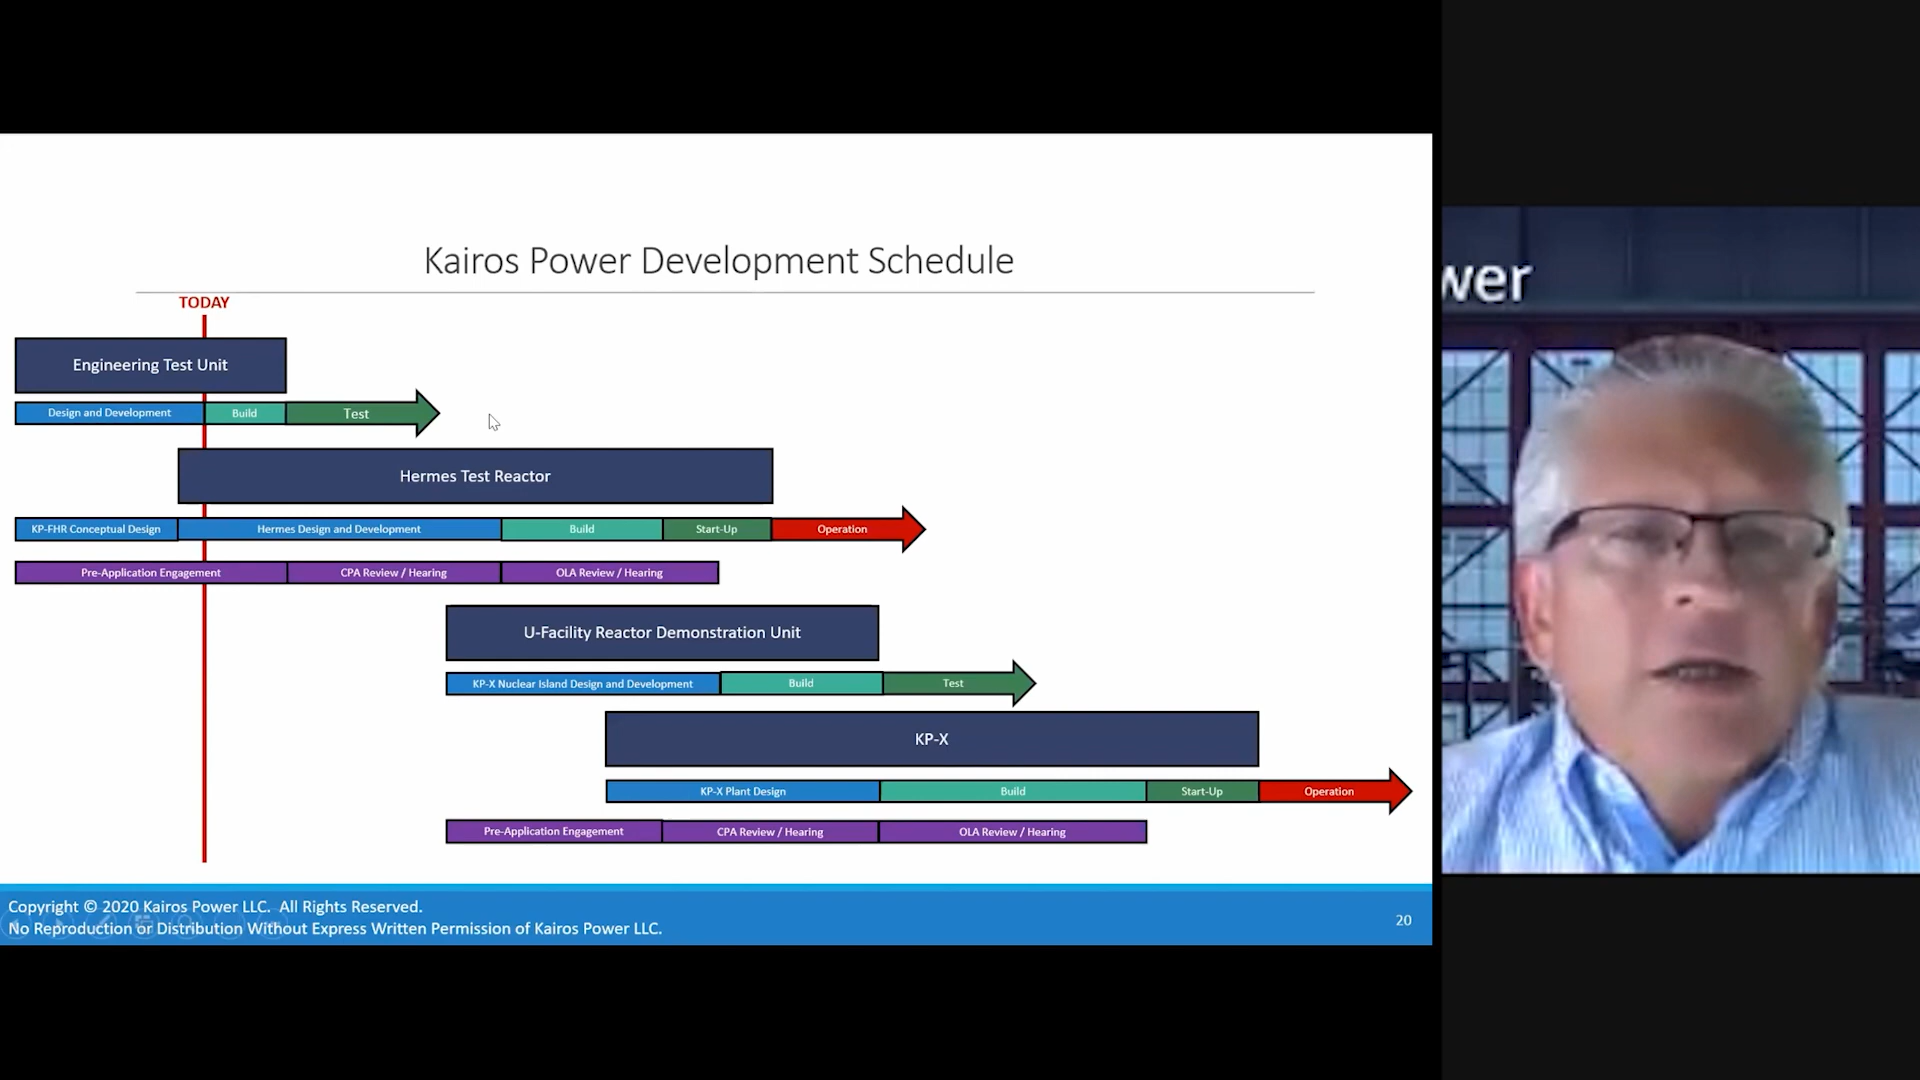 Kairos Power Development Schedule
TODAY
Engineering Test Unit
Design and Development
Build
Test
Hermes Test Reactor
KP-FHR Conceptual Design
Hermes Design and Development
Build
Start-Up
Operation
Pre-Application Engagement
CPA Review / Hearing
OLA Review / Hearing
U-Facility Reactor Demonstration Unit
KP-X Nuclear Island Design and Development
Build
Test
KP-X
KP-X Plant Design
Build
Start-Up
Operation
Pre-Application Engagement
CPA Review / Hearing
OLA Review / Hearing
Copyright © 2020 Kairos Power LLC. All Rights Reserved.
No Reproduction or Distribution Without Express Written Permission of Kairos Power LLC.
20
wer